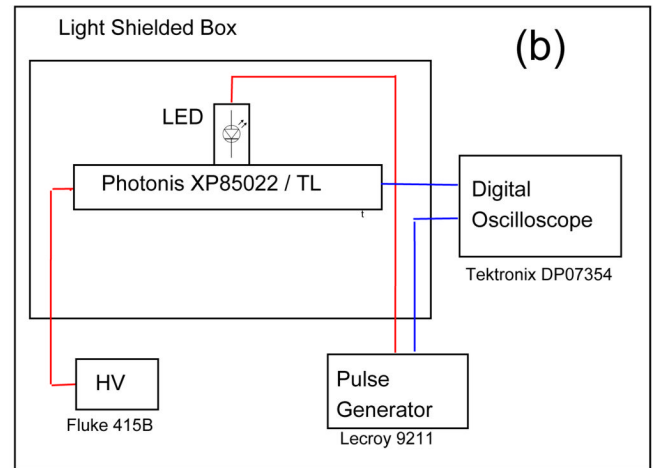 Light Shielded Box
(b)
LED
Photonis XP85022 / TL
t
Digital
Oscilloscope
Tektronix DP07354
HV
Fluke 415B
Pulse
Generator
Lecroy 9211